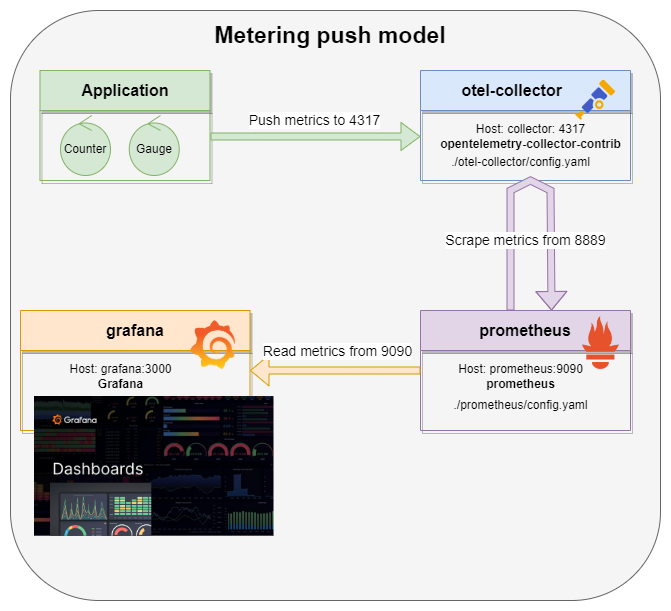 Metering push model
Application
otel-collector
Counter
Gauge
Push metrics to 4317
Host: collector: 4317
opentelemetry-collector-contrib
./otel-collector/config.yaml
Scrape metrics from 8889
grafana
prometheus
Host: grafana:3000
Grafana
Read metrics from 9090
Host: prometheus:9090
prometheus
./prometheus/config.yaml
Grafana
Dashboards